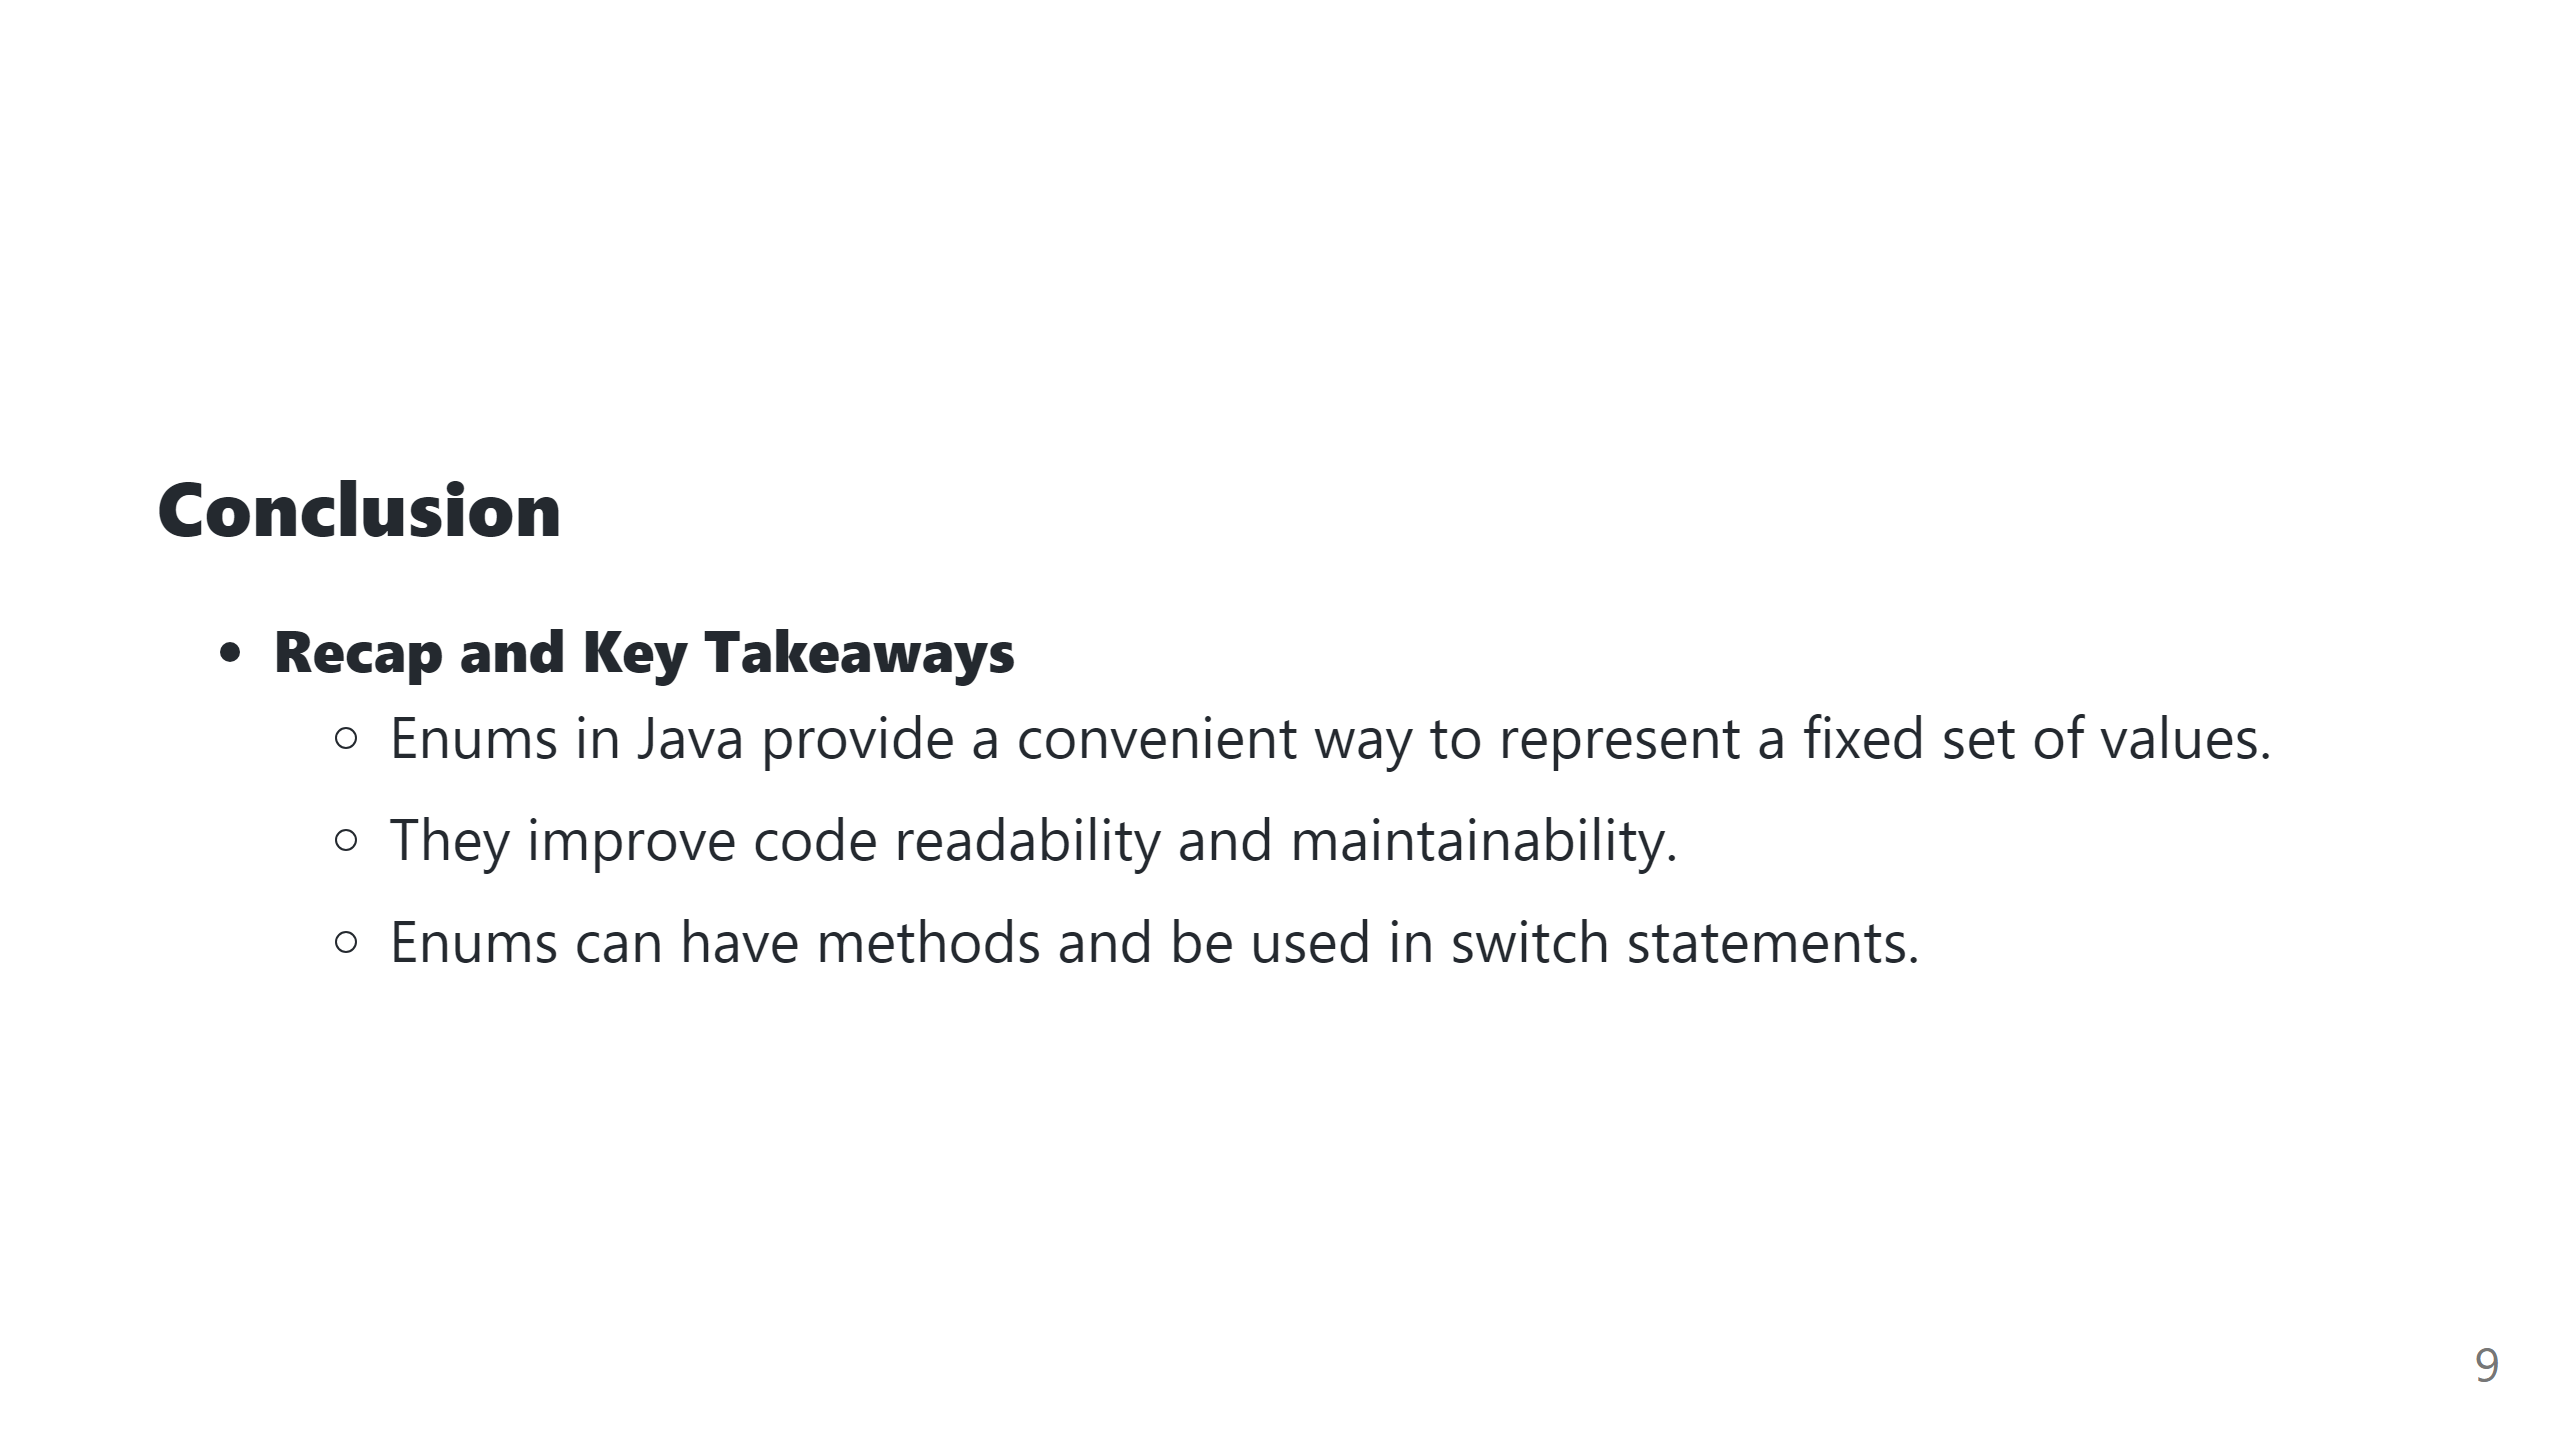 Conclusion
Recap and Key Takeaways
Enums in Java provide a convenient way to represent a fixed set of values.
They improve code readability and maintainability.
Enums can have methods and be used in switch statements.
9